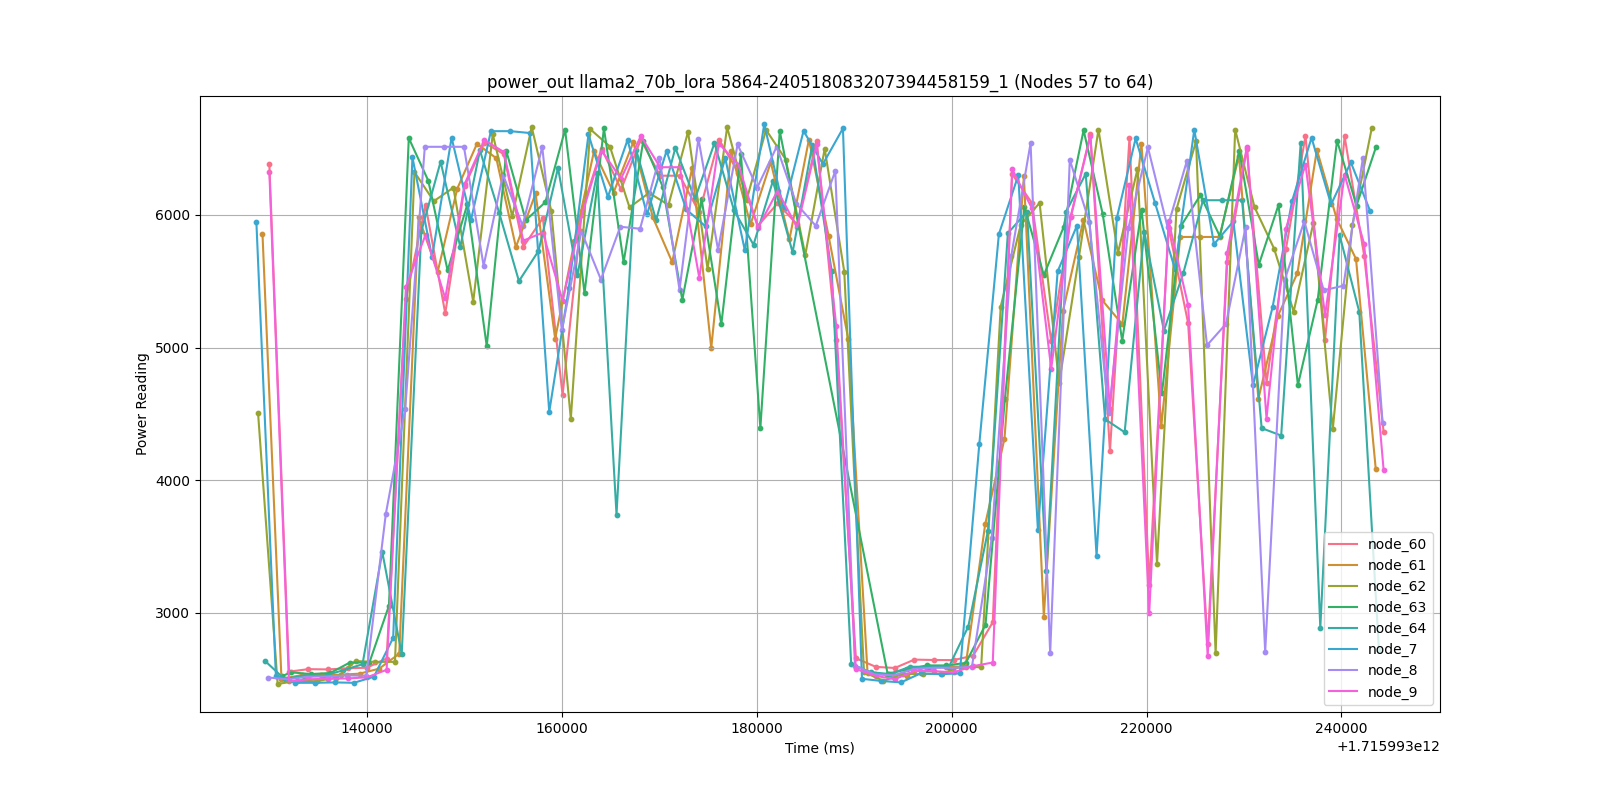 power_out llama2_70b_lora 5864-240518083207394458159_1 (Nodes 57 to 64)
Power Reading
6000
5000
4000
3000
140000
160000
180000
200000
220000
240000
Time (ms)
+1.715993e12
node_60
node_61
node_62
node_63
node_64
node_7
node_8
node_9